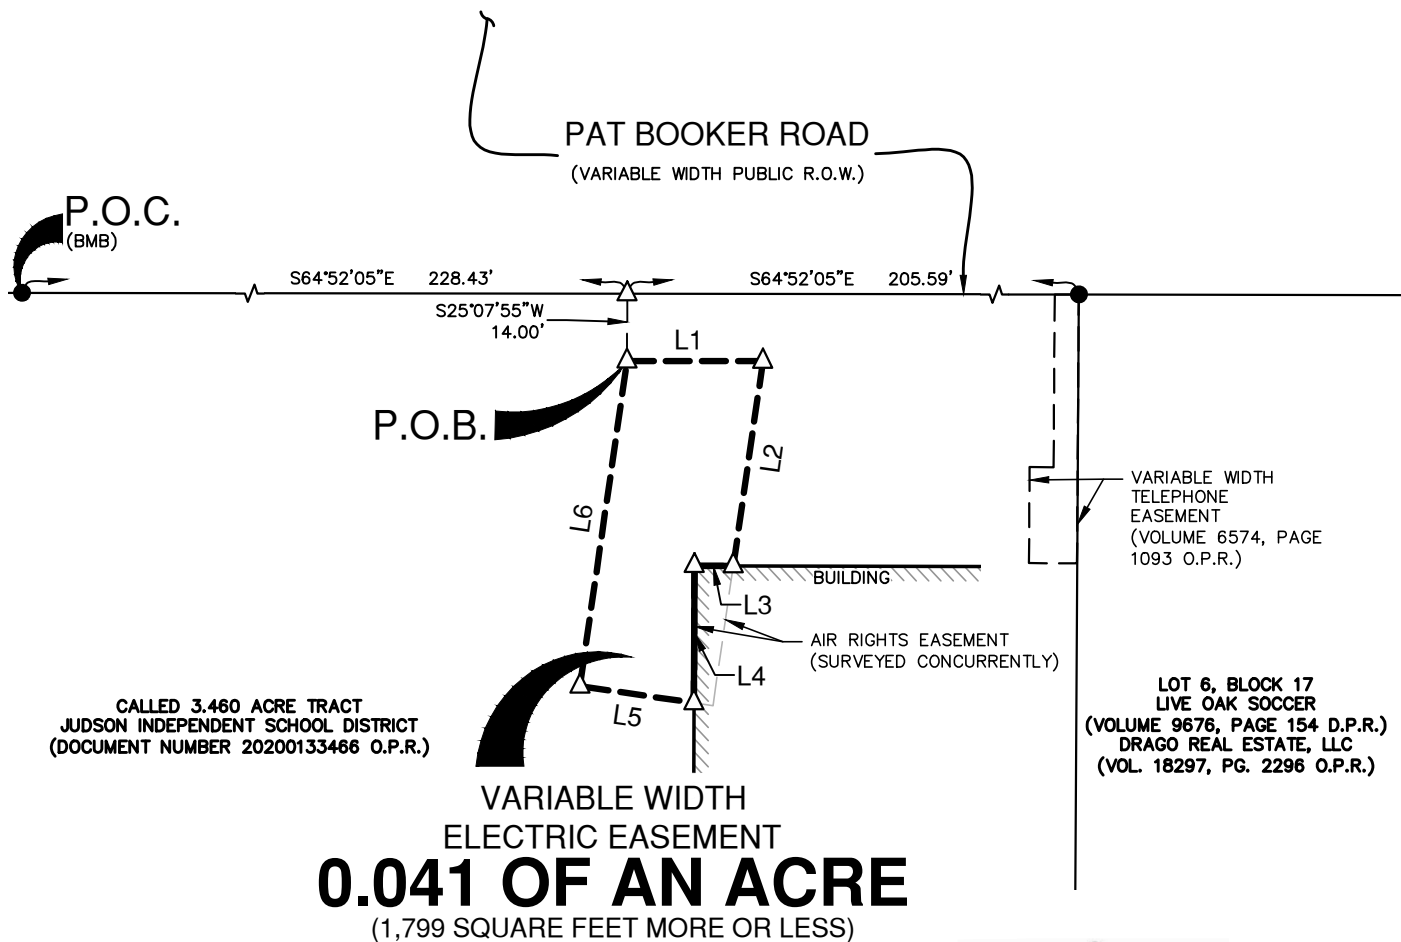 PAT BOOKER ROAD
(VARIABLE WIDTH PUBLIC R.O.W.)
P.O.C.
(BMB)
S64°52'05"E 228.43'
S64°52'05"E 205.59'
S25°07'55"W
14.00'
L1
P.O.B.
L2
L6
VARIABLE WIDTH
TELEPHONE
EASEMENT
(VOLUME 6574, PAGE
1093 O.P.R.)
BUILDING
L3
AIR RIGHTS EASEMENT
(SURVEYED CONCURRENTLY)
L4
L5
CALLED 3.460 ACRE TRACT
JUDSON INDEPENDENT SCHOOL DISTRICT
(DOCUMENT NUMBER 20200133466 O.P.R.)
LOT 6, BLOCK 17
LIVE OAK SOCCER
(VOLUME 9676, PAGE 154 D.P.R.)
DRAGO REAL ESTATE, LLC
(VOL. 18297, PG. 2296 O.P.R.)
VARIABLE WIDTH
ELECTRIC EASEMENT
0.041 OF AN ACRE
(1,799 SQUARE FEET MORE OR LESS)